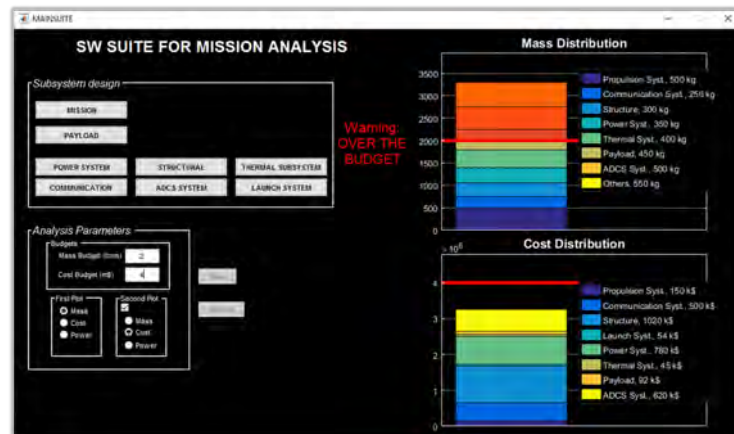 MAINSUITE
SW SUITE FOR MISSION ANALYSIS
Subsystem design
MISSION
PAYLOAD
POWER SYSTEM
STRUCTURAL
THERMAL SUBSYSTEM
COMMUNICATION
ADCS SYSTEM
LAUNCH SYSTEM
Warning:
OVER THE
BUDGET
Analysis Parameters
Budgets
Mass Budget (tons)
2
Cost Budget (m$)
4
First Plot
Mass
Cost
Power
Second Plot
Mass
Cost
Power
Mass Distribution
3500
3000
2500
2000
1500
1000
500
0
Propulsion Syst., 500 kg
Communication Syst., 250 kg
Structure, 300 kg
Power Syst., 350 kg
Thermal Syst., 400 kg
Payload, 450 kg
ADCS Syst., 500 kg
Others, 550 kg
Cost Distribution
× 10⁶
4
3
2
1
0
Propulsion Syst., 150 k$
Communication Syst., 500 k$
Structure, 1020 k$
Launch Syst., 54 k$
Power Syst., 780 k$
Thermal Syst., 45 k$
Payload, 92 k$
ADCS Syst., 620 k$